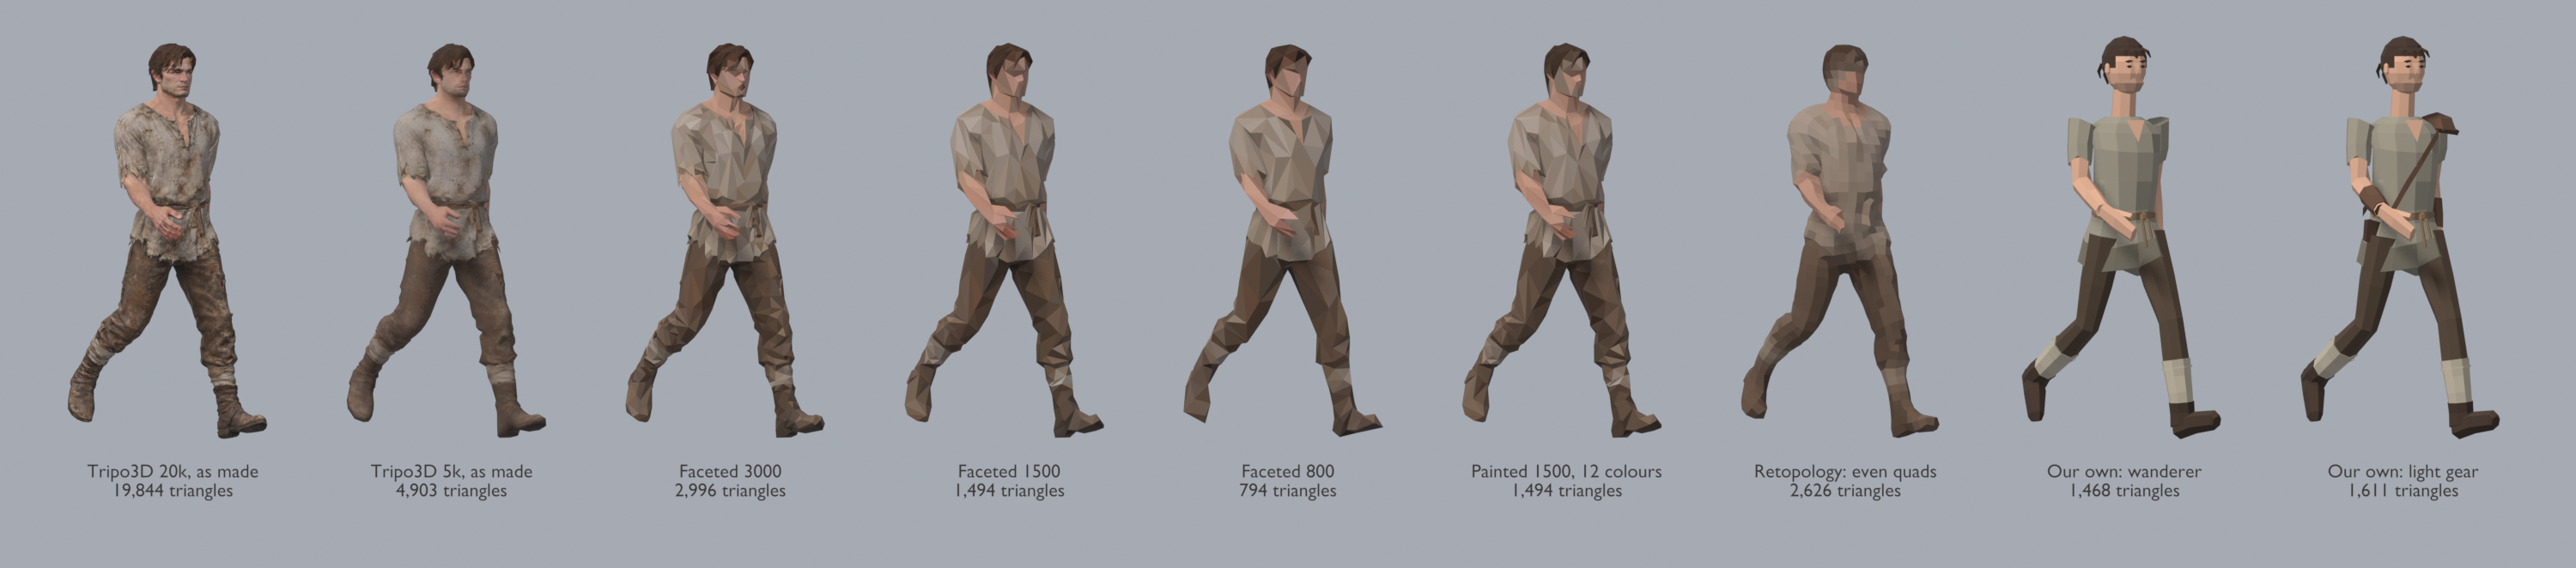 Tripo3D 20k, as made
19,844 triangles
Tripo3D 5k, as made
4,903 triangles
Faceted 3000
2,996 triangles
Faceted 1500
1,494 triangles
Faceted 800
794 triangles
Painted 1500, 12 colours
1,494 triangles
Retopology: even quads
2,626 triangles
Our own: wanderer
1,468 triangles
Our own: light gear
1,611 triangles